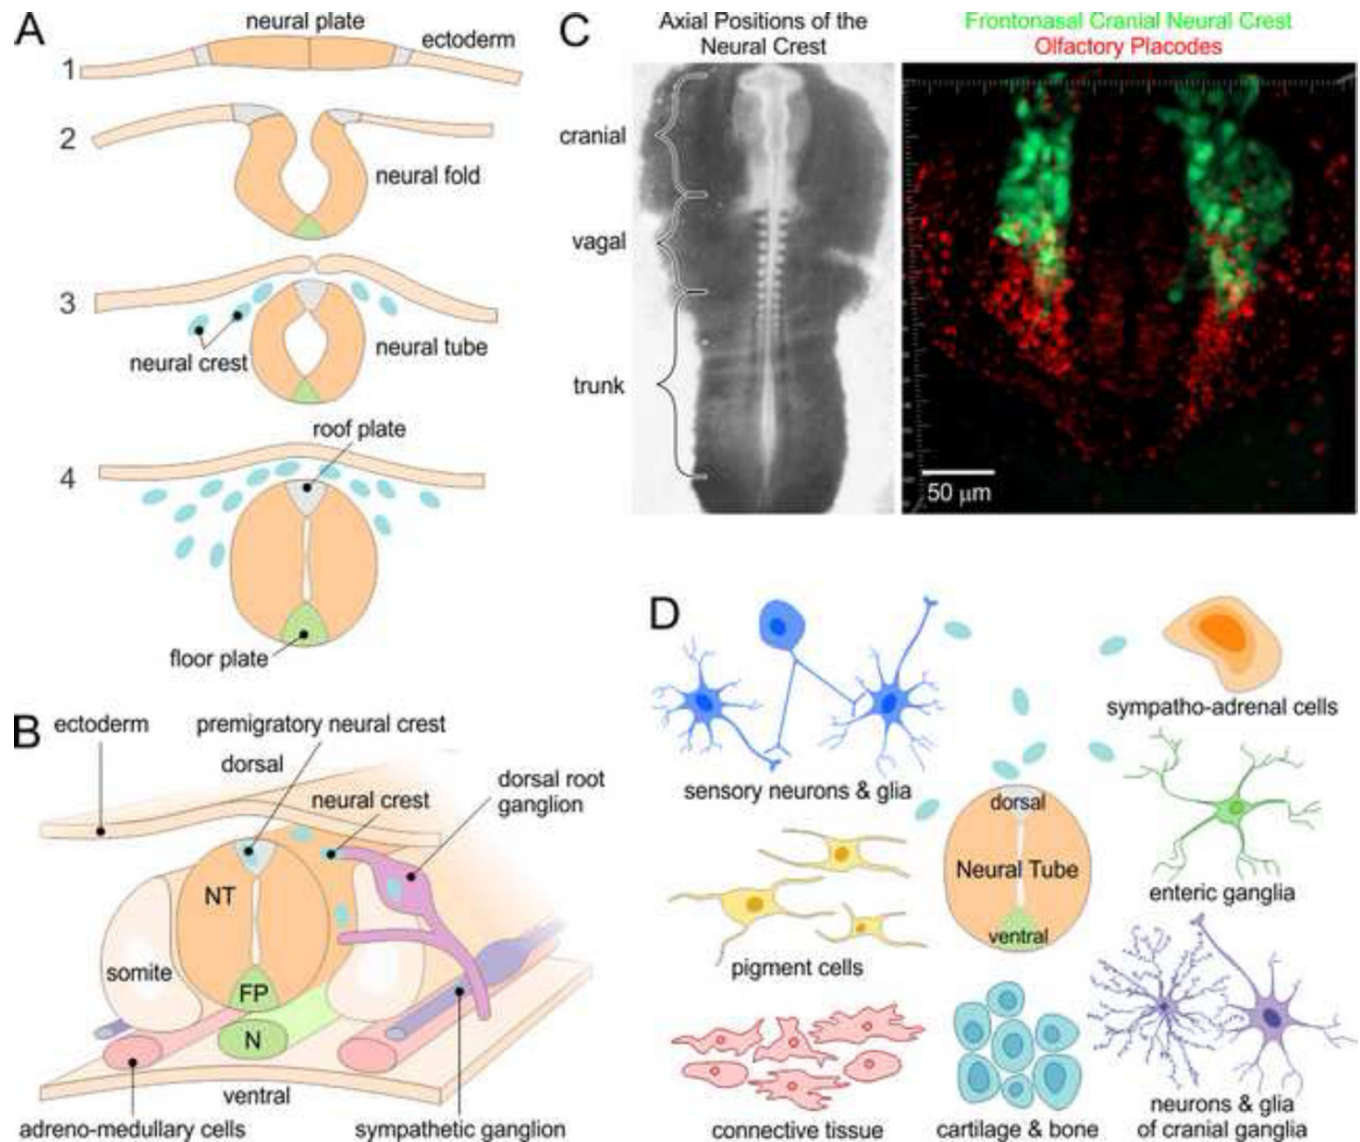 A
neural plate
ectoderm
1
2
neural fold
3
neural crest
neural tube
roof plate
4
floor plate
B
ectoderm
premigratory neural crest
dorsal
neural crest
dorsal root
ganglion
NT
somite
FP
N
ventral
adreno-medullary cells
sympathetic ganglion
C
Axial Positions of the
Neural Crest
cranial
vagal
trunk
Frontonasal Cranial Neural Crest
Olfactory Placodes
50 μm
D
sensory neurons & glia
sympatho-adrenal cells
dorsal
Neural Tube
ventral
enteric ganglia
pigment cells
connective tissue
cartilage & bone
neurons & glia
of cranial ganglia